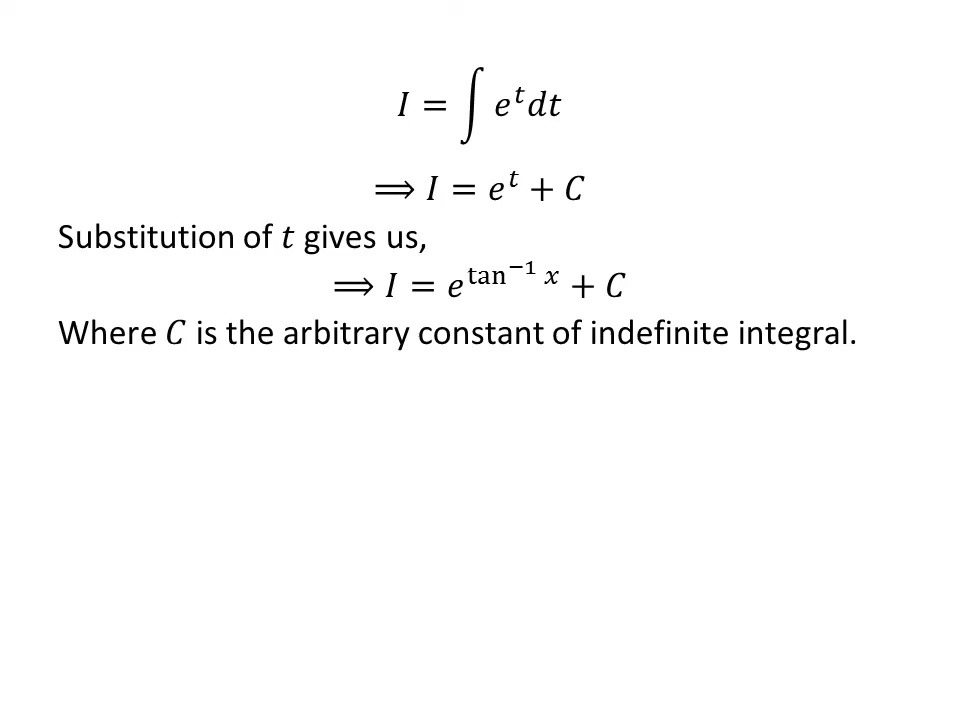 I = ∫ e^t dt
⟹ I = e^t + C
Substitution of t gives us,
⟹ I = e^{tan^{−1} x} + C
Where C is the arbitrary constant of indefinite integral.